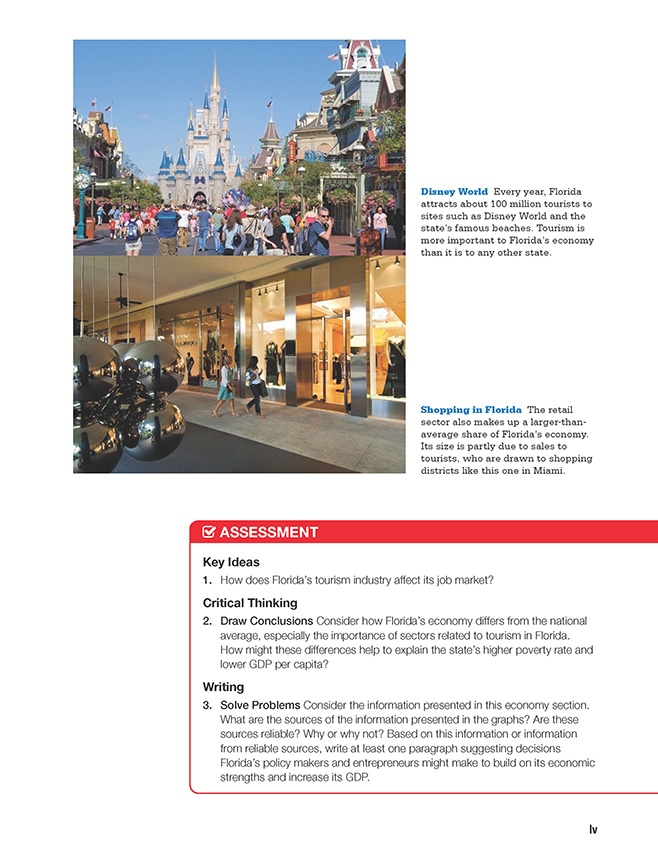 Disney World Every year, Florida
attracts about 100 million tourists to
sites such as Disney World and the
state's famous beaches. Tourism is
more important to Florida's economy
than it is to any other state.
Shopping in Florida The retail
sector also makes up a larger-than-
average share of Florida's economy.
Its size is partly due to sales to
tourists, who are drawn to shopping
districts like this one in Miami.
ASSESSMENT
Key Ideas
1. How does Florida's tourism industry affect its job market?
Critical Thinking
2. Draw Conclusions Consider how Florida's economy differs from the national
average, especially the importance of sectors related to tourism in Florida.
How might these differences help to explain the state's higher poverty rate and
lower GDP per capita?
Writing
3. Solve Problems Consider the information presented in this economy section.
What are the sources of the information presented in the graphs? Are these
sources reliable? Why or why not? Based on this information or information
from reliable sources, write at least one paragraph suggesting decisions
Florida's policy makers and entrepreneurs might make to build on its economic
strengths and increase its GDP.
lv